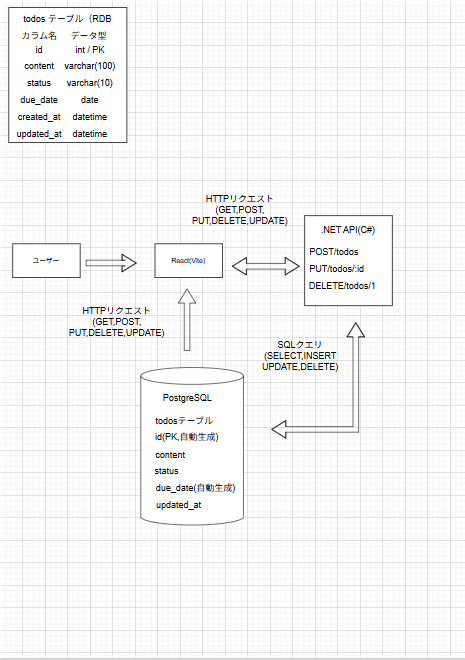 todos テーブル（RDB
カラム名 データ型
id int / PK
content varchar(100)
status varchar(10)
due_date date
created_at datetime
updated_at datetime
HTTPリクエスト
(GET,POST,
PUT,DELETE,UPDATE)
.NET API(C#)
POST/todos
PUT/todos/:id
DELETE/todos/1
ユーザー
React(Vite)
HTTPリクエスト
(GET,POST,
PUT,DELETE,UPDATE)
SQLクエリ
(SELECT,INSERT
UPDATE,DELETE)
PostgreSQL
todosテーブル
id(PK,自動生成)
content
status
due_date(自動生成)
updated_at